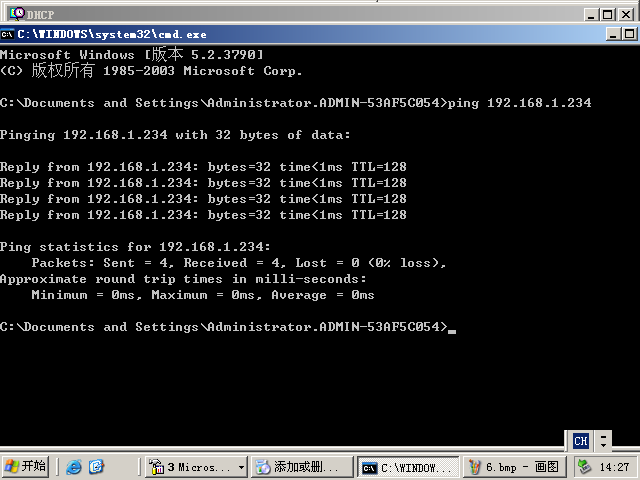 DHCP
C:\WINDOWS\system32\cmd.exe
Microsoft Windows [版本 5.2.3790]
(C) 版权所有 1985-2003 Microsoft Corp.
C:\Documents and Settings\Administrator.ADMIN-53AF5C054>ping 192.168.1.234
Pinging 192.168.1.234 with 32 bytes of data:
Reply from 192.168.1.234: bytes=32 time<1ms TTL=128
Reply from 192.168.1.234: bytes=32 time<1ms TTL=128
Reply from 192.168.1.234: bytes=32 time<1ms TTL=128
Reply from 192.168.1.234: bytes=32 time<1ms TTL=128
Ping statistics for 192.168.1.234:
Packets: Sent = 4, Received = 4, Lost = 0 (0% loss),
Approximate round trip times in milli-seconds:
Minimum = 0ms, Maximum = 0ms, Average = 0ms
C:\Documents and Settings\Administrator.ADMIN-53AF5C054>_
CH
开始 3 Micros... 添加或删... C:\WINDOW... 6.bmp - 画图 14:27